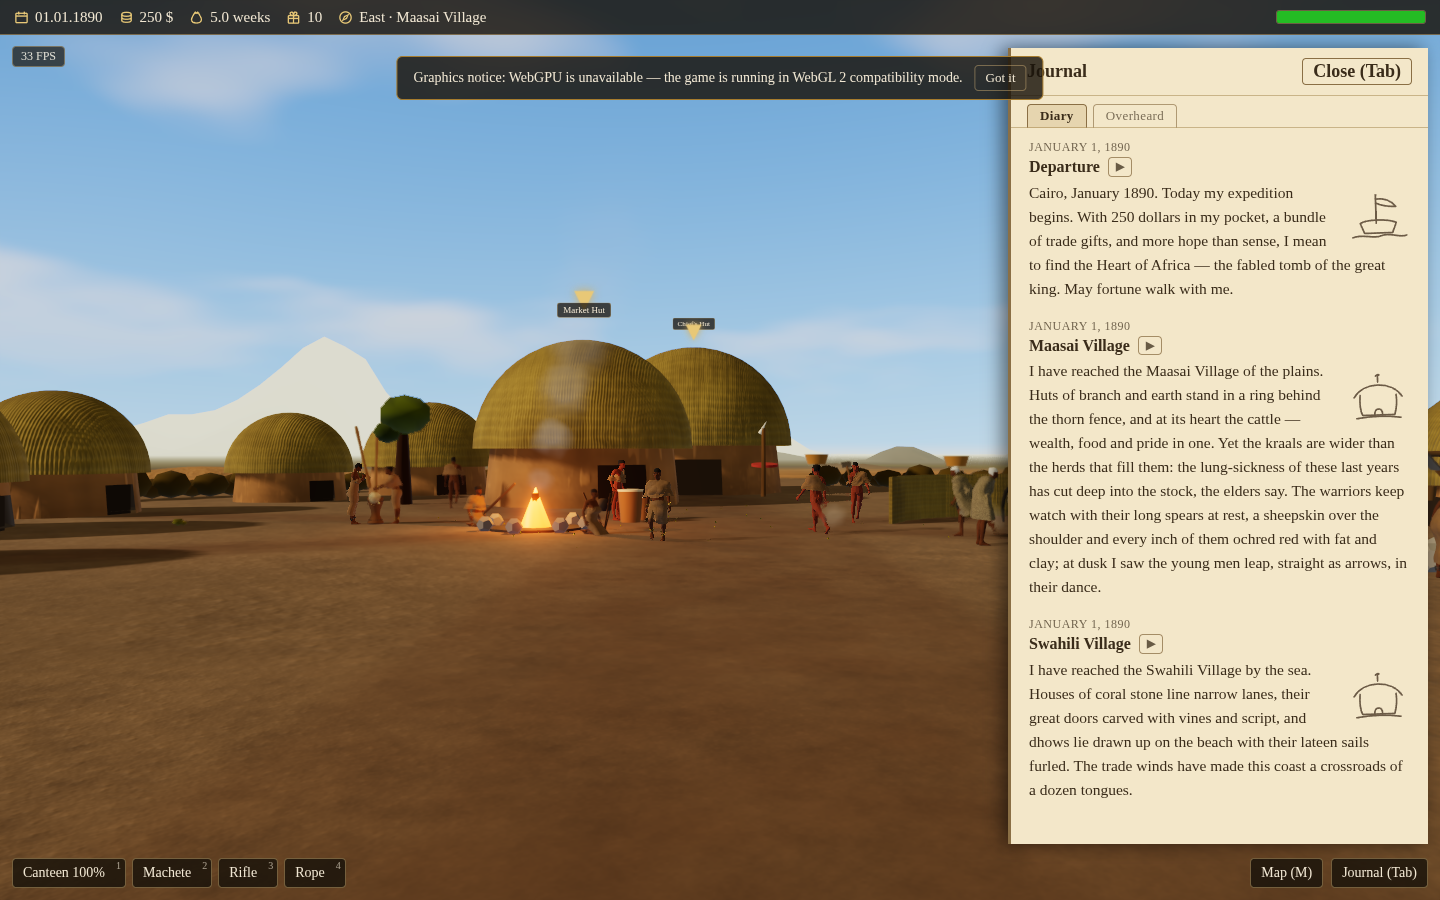 01.01.1890 250 $ 5.0 weeks 10 East · Maasai Village
33 FPS
Graphics notice: WebGPU is unavailable — the game is running in WebGL 2 compatibility mode. Got it
Market Hut
Journal Close (Tab)
Diary Overheard
JANUARY 1, 1890
Departure
Cairo, January 1890. Today my expedition
begins. With 250 dollars in my pocket, a bundle
of trade gifts, and more hope than sense, I mean
to find the Heart of Africa — the fabled tomb of the great
king. May fortune walk with me.
JANUARY 1, 1890
Maasai Village
I have reached the Maasai Village of the plains.
Huts of branch and earth stand in a ring behind
the thorn fence, and at its heart the cattle —
wealth, food and pride in one. Yet the kraals are wider than
the herds that fill them: the lung-sickness of these last years
has cut deep into the stock, the elders say. The warriors keep
watch with their long spears at rest, a sheepskin over the
shoulder and every inch of them ochred red with fat and
clay; at dusk I saw the young men leap, straight as arrows, in
their dance.
JANUARY 1, 1890
Swahili Village
I have reached the Swahili Village by the sea.
Houses of coral stone line narrow lanes, their
great doors carved with vines and script, and
dhows lie drawn up on the beach with their lateen sails
furled. The trade winds have made this coast a crossroads of
a dozen tongues.
Canteen 100% 1 Machete 2 Rifle 3 Rope 4
Map (M) Journal (Tab)